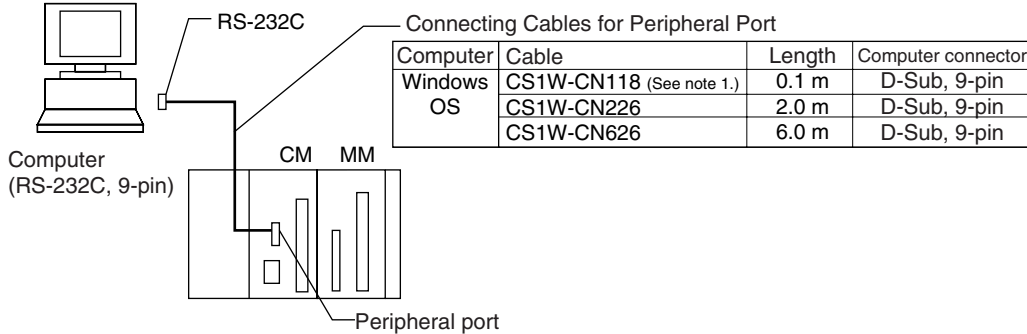 RS-232C
Connecting Cables for Peripheral Port
Computer Cable Length Computer connector
Windows OS CS1W-CN118 (See note 1.) 0.1 m D-Sub, 9-pin
CS1W-CN226 2.0 m D-Sub, 9-pin
CS1W-CN626 6.0 m D-Sub, 9-pin
Computer
(RS-232C, 9-pin)
CM MM
Peripheral port